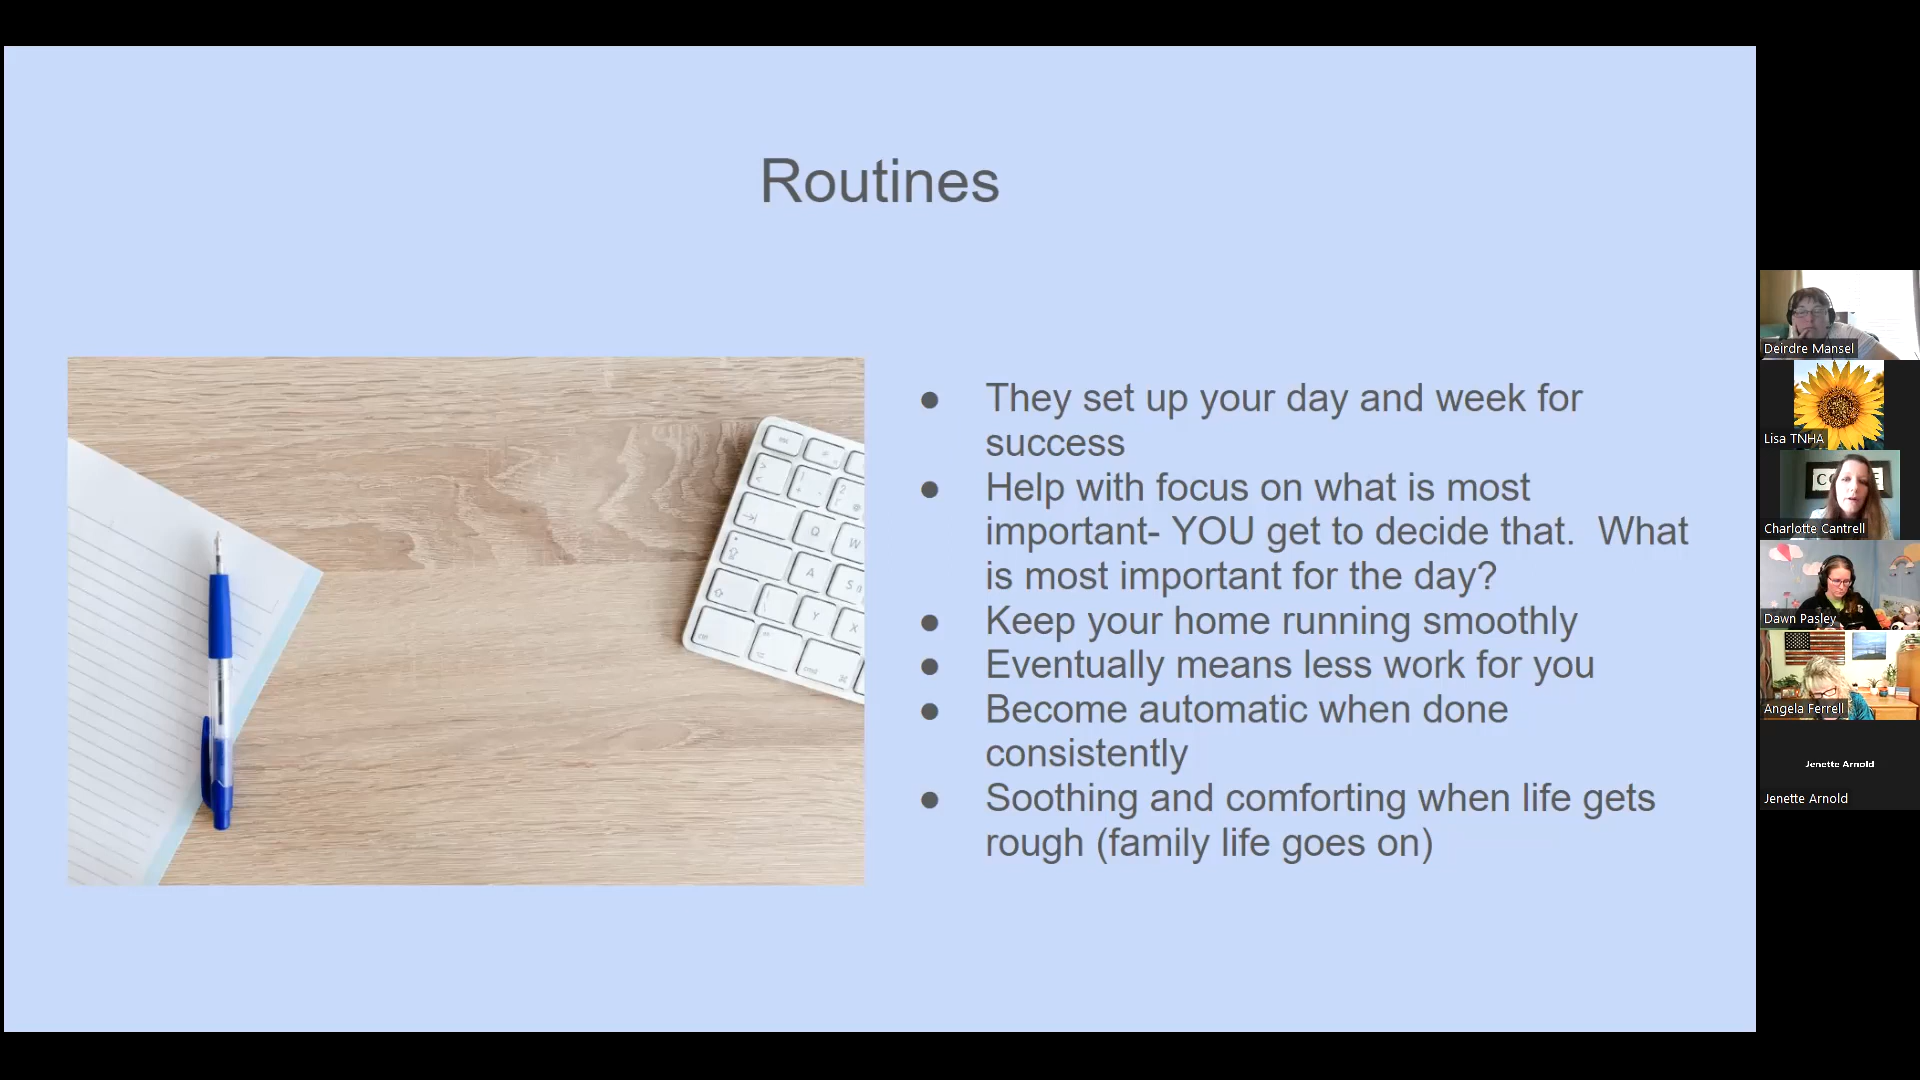 Routines
● They set up your day and week for
success
● Help with focus on what is most
important- YOU get to decide that.  What
is most important for the day?
● Keep your home running smoothly
● Eventually means less work for you
● Become automatic when done
consistently
● Soothing and comforting when life gets
rough (family life goes on)
Q
W
A
S
Y
X
Deirdre Mansel
Lisa TNHA
Charlotte Cantrell
Dawn Pasley
Angela Ferrell
Jenette Arnold
Jenette Arnold